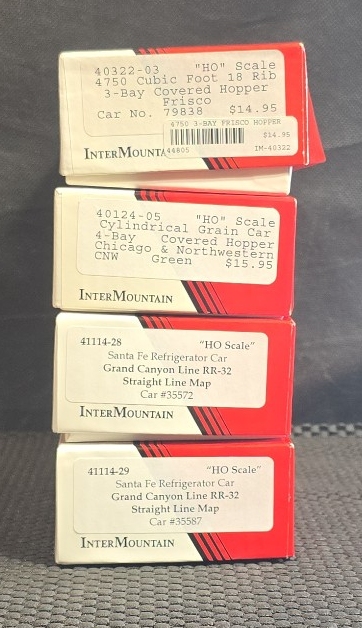 40322-03 "HO" Scale
4750 Cubic Foot 18 Rib
3-Bay Covered Hopper
Frisco
Car No. 79838 $14.95
4750 3-BAY FRISCO HOPPER
$14.95
44805 IM-40322
INTERMOUNTA
40124-05 "HO" Scale
Cylindrical Grain Car
4-Bay Covered Hopper
Chicago & Northwestern
CNW Green $15.95
INTERMOUNTAIN
41114-28 "HO Scale"
Santa Fe Refrigerator Car
Grand Canyon Line RR-32
Straight Line Map
Car #35572
INTERMOUNTAIN
41114-29 "HO Scale"
Santa Fe Refrigerator Car
Grand Canyon Line RR-32
Straight Line Map
Car #35587
INTERMOUNTAIN